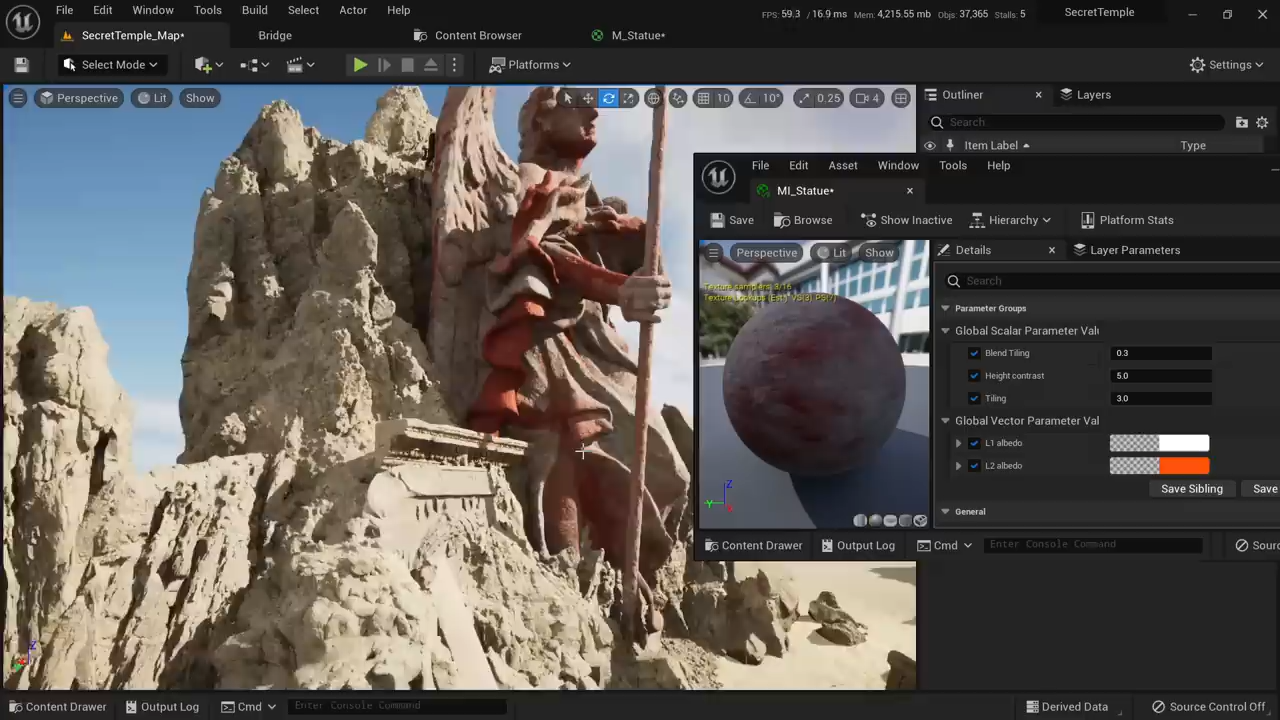 File Edit Window Tools Build Select Actor Help
FPS: 59.3 / 16.9 ms Mem: 4,215.55 mb Objs: 37,365 Stalls: 5
SecretTemple
SecretTemple_Map*
Bridge
Content Browser
M_Statue*
Select Mode
Platforms
Settings
Perspective
Lit
Show
10
10°
0.25
4
Outliner
Layers
Search
Item Label
Type
File Edit Asset Window Tools Help
MI_Statue*
Save
Browse
Show Inactive
Hierarchy
Platform Stats
Perspective
Lit
Show
Details
Layer Parameters
Search
Parameter Groups
Global Scalar Parameter Valu
Blend Tiling 0.3
Height contrast 5.0
Tiling 3.0
Global Vector Parameter Val
L1 albedo
L2 albedo
Save Sibling
Save
General
Z
Y
Content Drawer
Output Log
Cmd
Enter Console Command
Sourc
Z
Content Drawer
Output Log
Cmd
Enter Console Command
Derived Data
Source Control Off